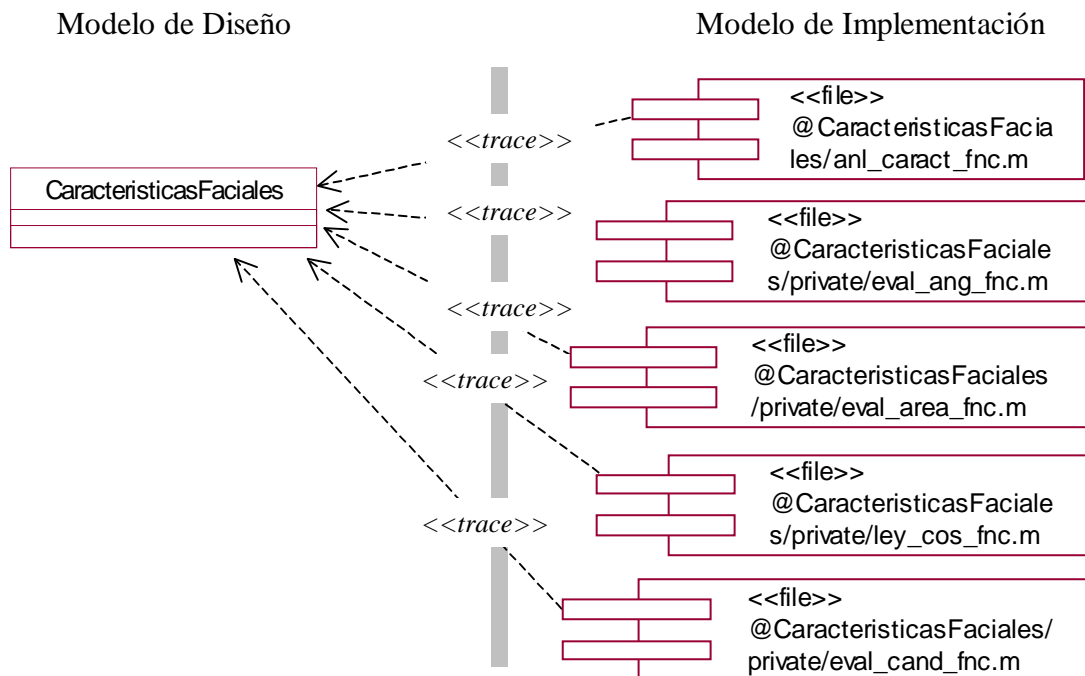 Modelo de Diseño
Modelo de Implementación
CaracteristicasFaciales
<<trace>>
<<trace>>
<<trace>>
<<trace>>
<<trace>>
<<file>>
@CaracteristicasFacia
les/anl_caract_fnc.m
<<file>>
@CaracteristicasFaciale
s/private/eval_ang_fnc.m
<<file>>
@CaracteristicasFaciales
/private/eval_area_fnc.m
<<file>>
@CaracteristicasFaciale
s/private/ley_cos_fnc.m
<<file>>
@CaracteristicasFaciales/
private/eval_cand_fnc.m